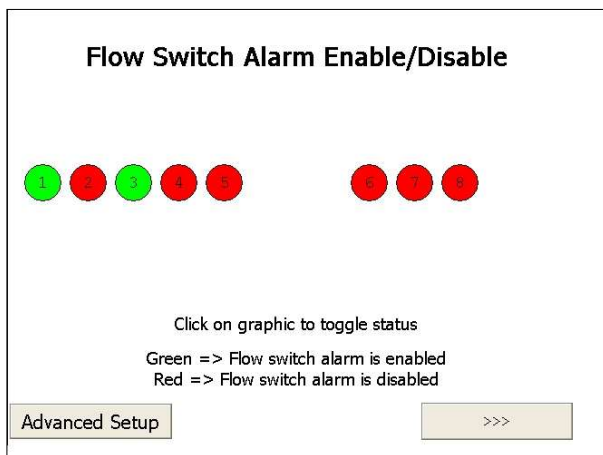 Flow Switch Alarm Enable/Disable
1 2 3 4 5 6 7 8
Click on graphic to toggle status
Green => Flow switch alarm is enabled
Red => Flow switch alarm is disabled
Advanced Setup >>>